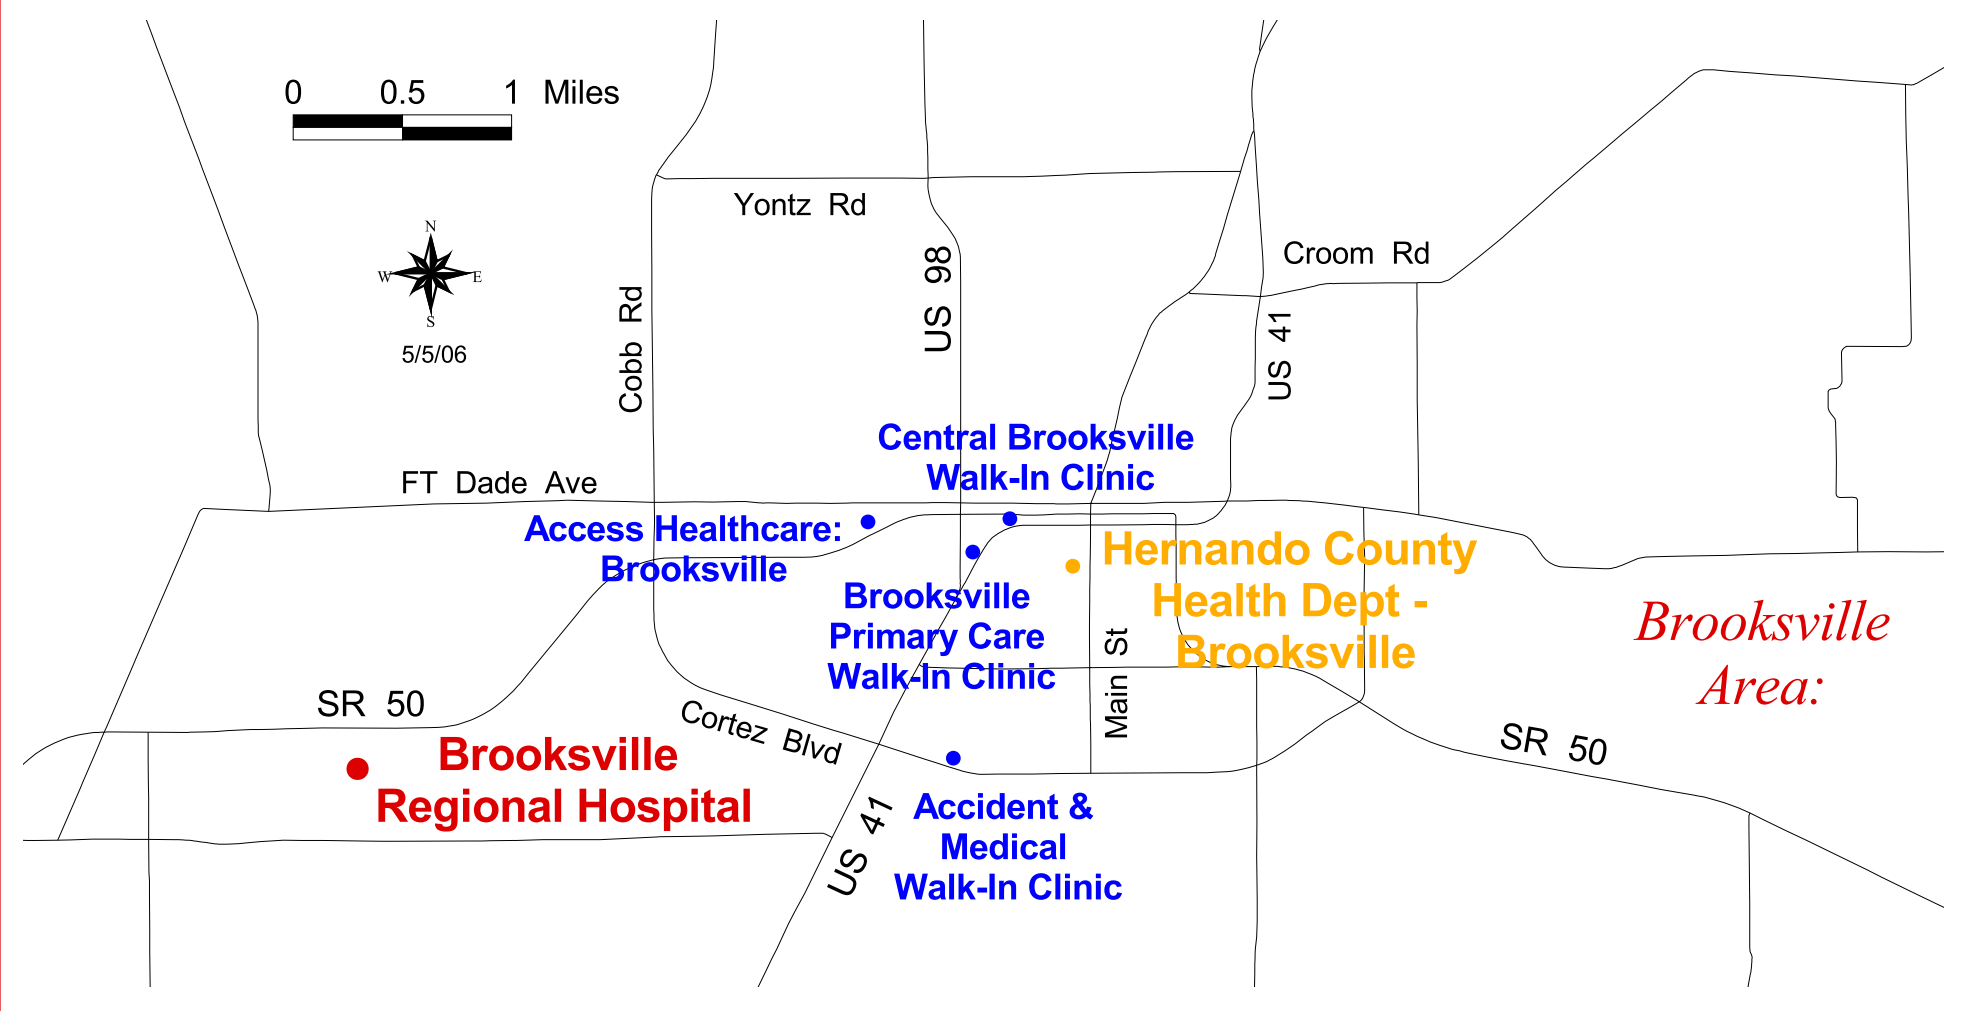 0 0.5 1 Miles
N
W E
S
5/5/06
Yontz Rd
Croom Rd
US 98
Cobb Rd
US 41
Central Brooksville
Walk-In Clinic
FT Dade Ave
Access Healthcare:
Brooksville
Hernando County
Health Dept -
Brooksville
Brooksville
Primary Care
Walk-In Clinic
Main St
Brooksville
Area:
SR 50
Cortez Blvd
SR 50
Brooksville
Regional Hospital
US 41
Accident &
Medical
Walk-In Clinic